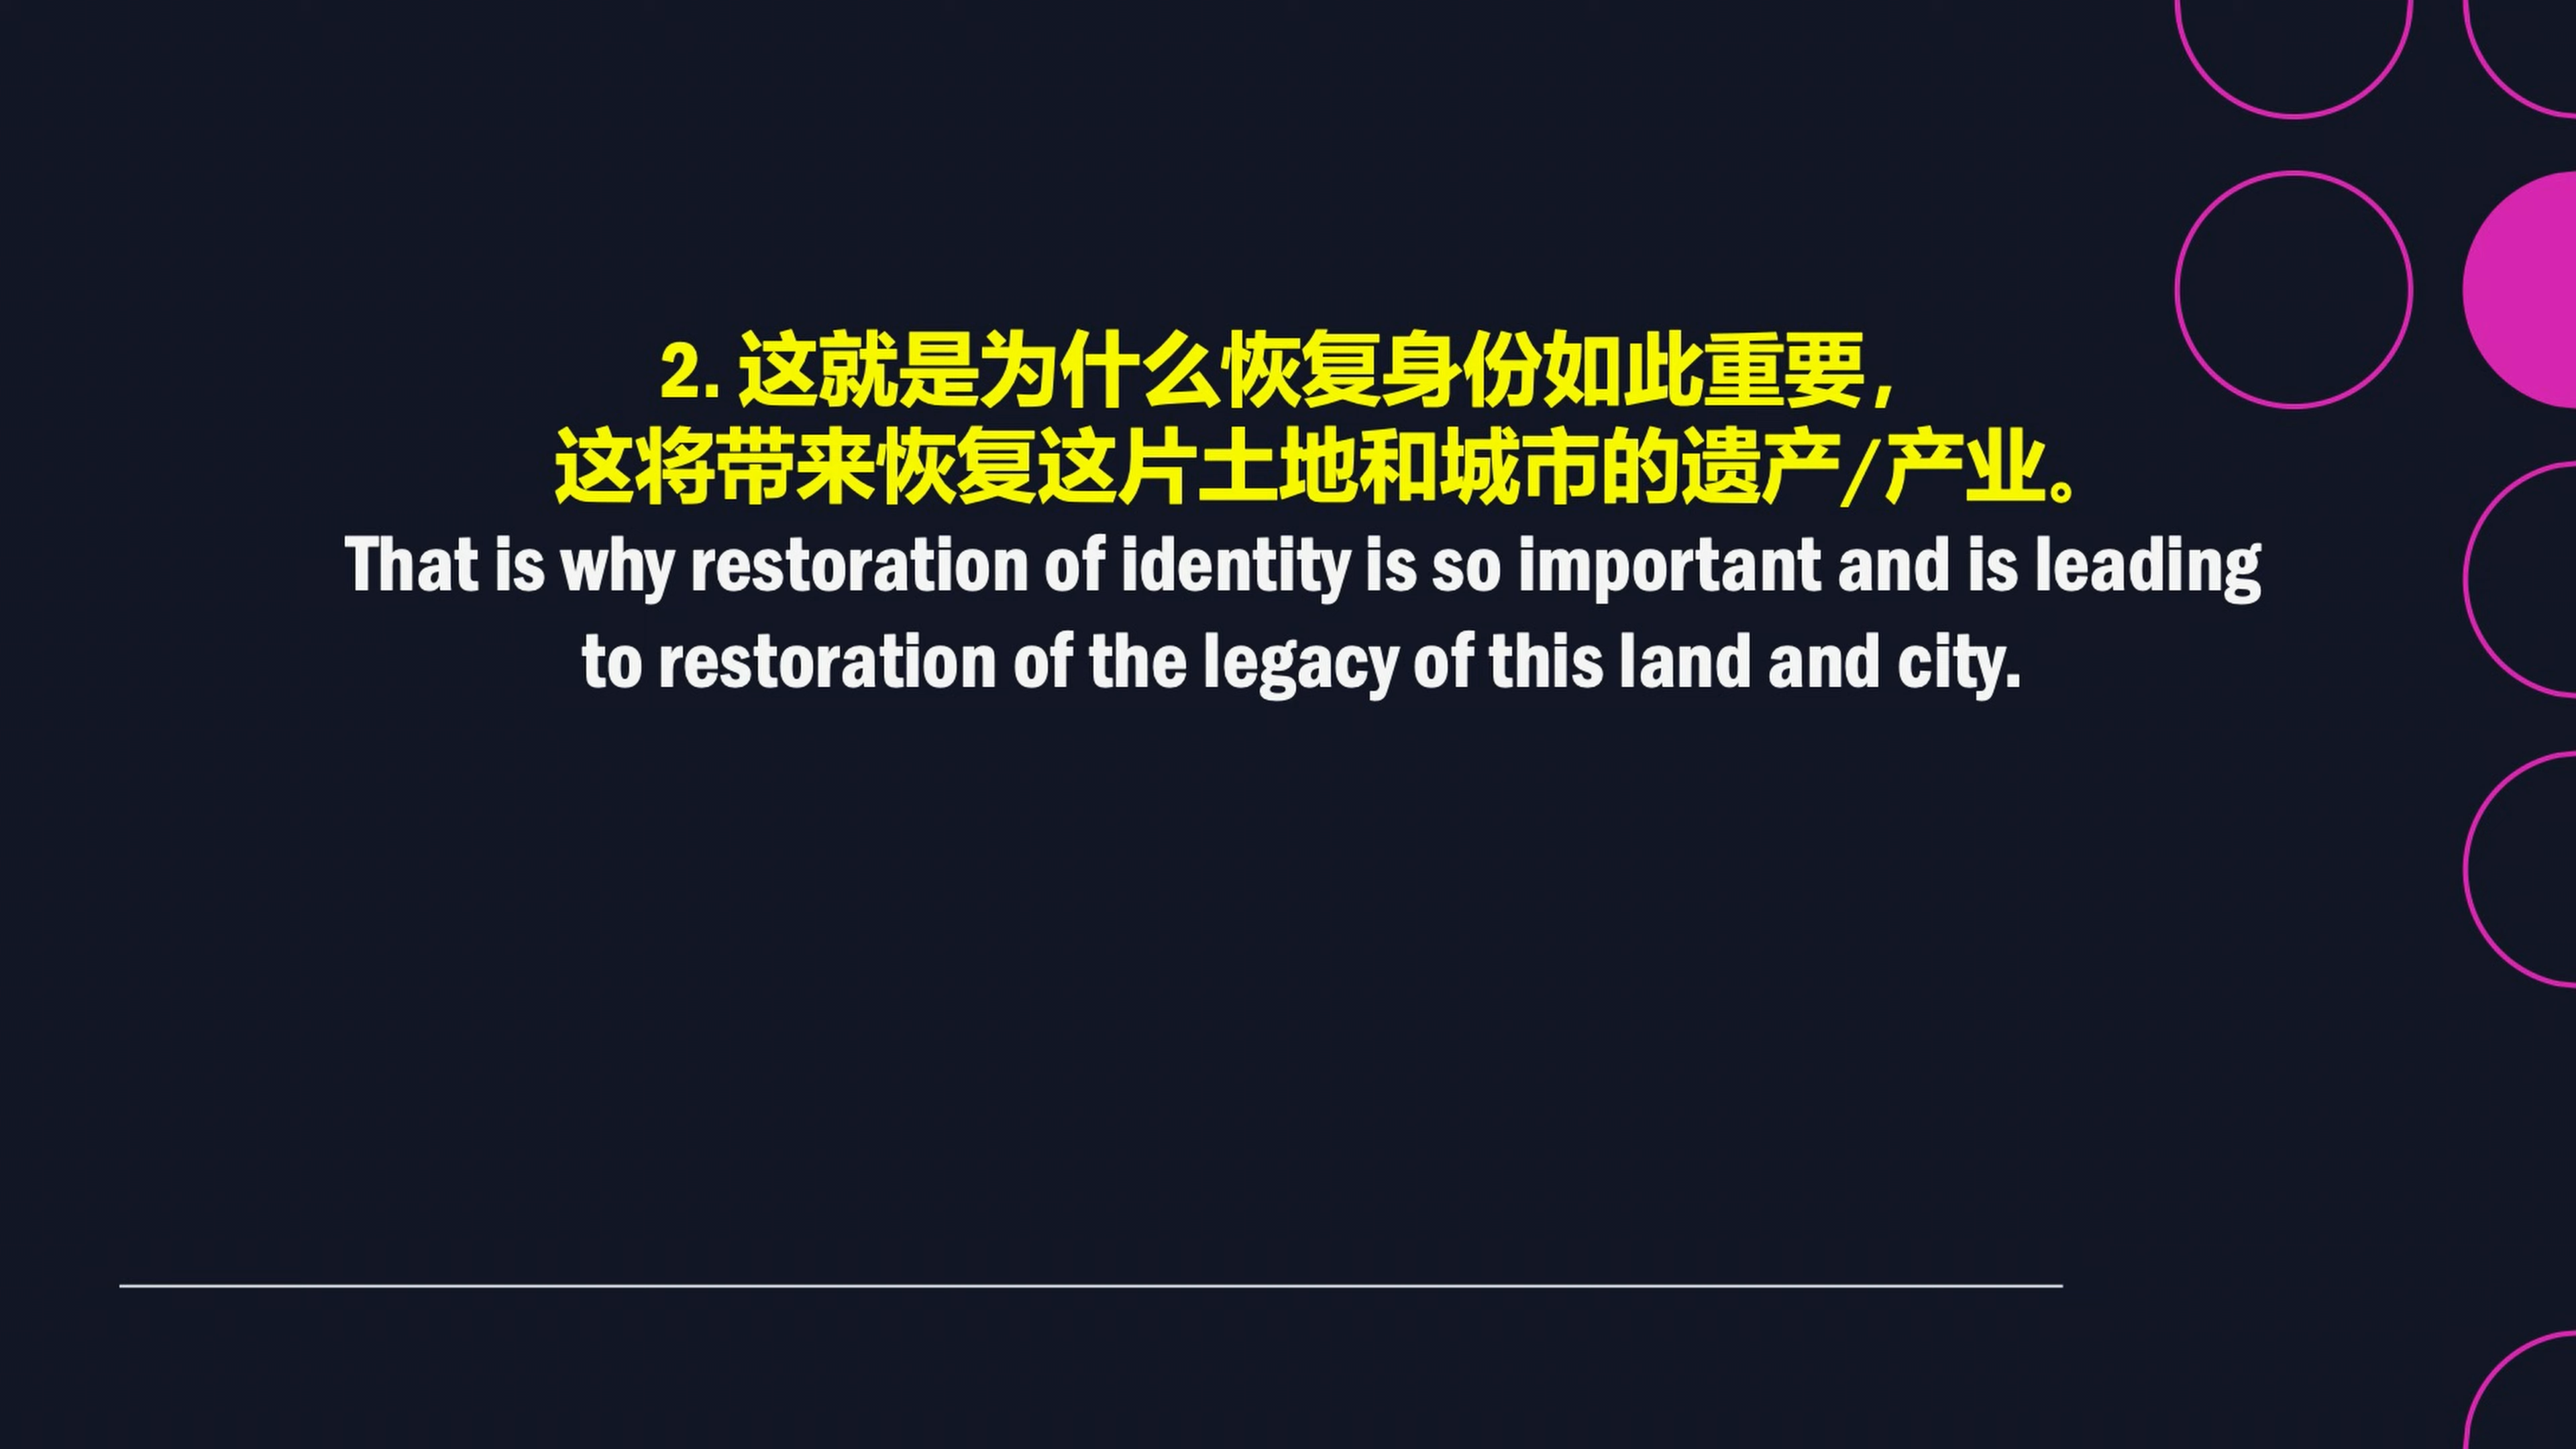 2. 这就是为什么恢复身份如此重要，
这将带来恢复这片土地和城市的遗产/产业。
That is why restoration of identity is so important and is leading
to restoration of the legacy of this land and city.